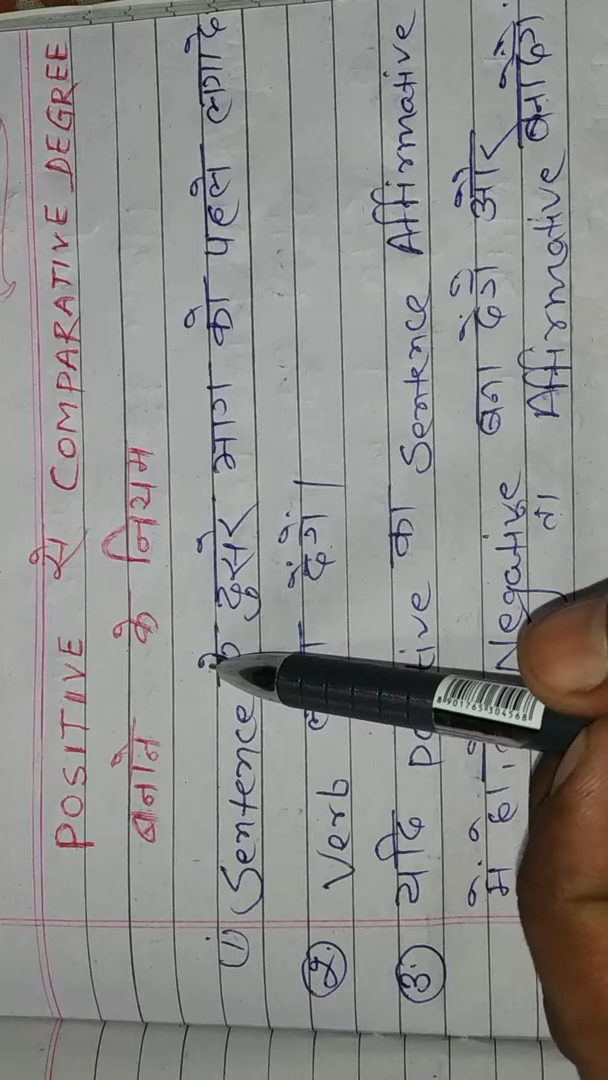 POSITIVE से COMPARATIVE DEGREE
बनाने के नियम
(1) Sentence के दुसरे भाग को पहले लगादे
(2) Verb देंगे।
(3.) यदि का Sentence Affirmative
में Negative बना देंगे और
तो Affirmative बना देंगे
8901765304568